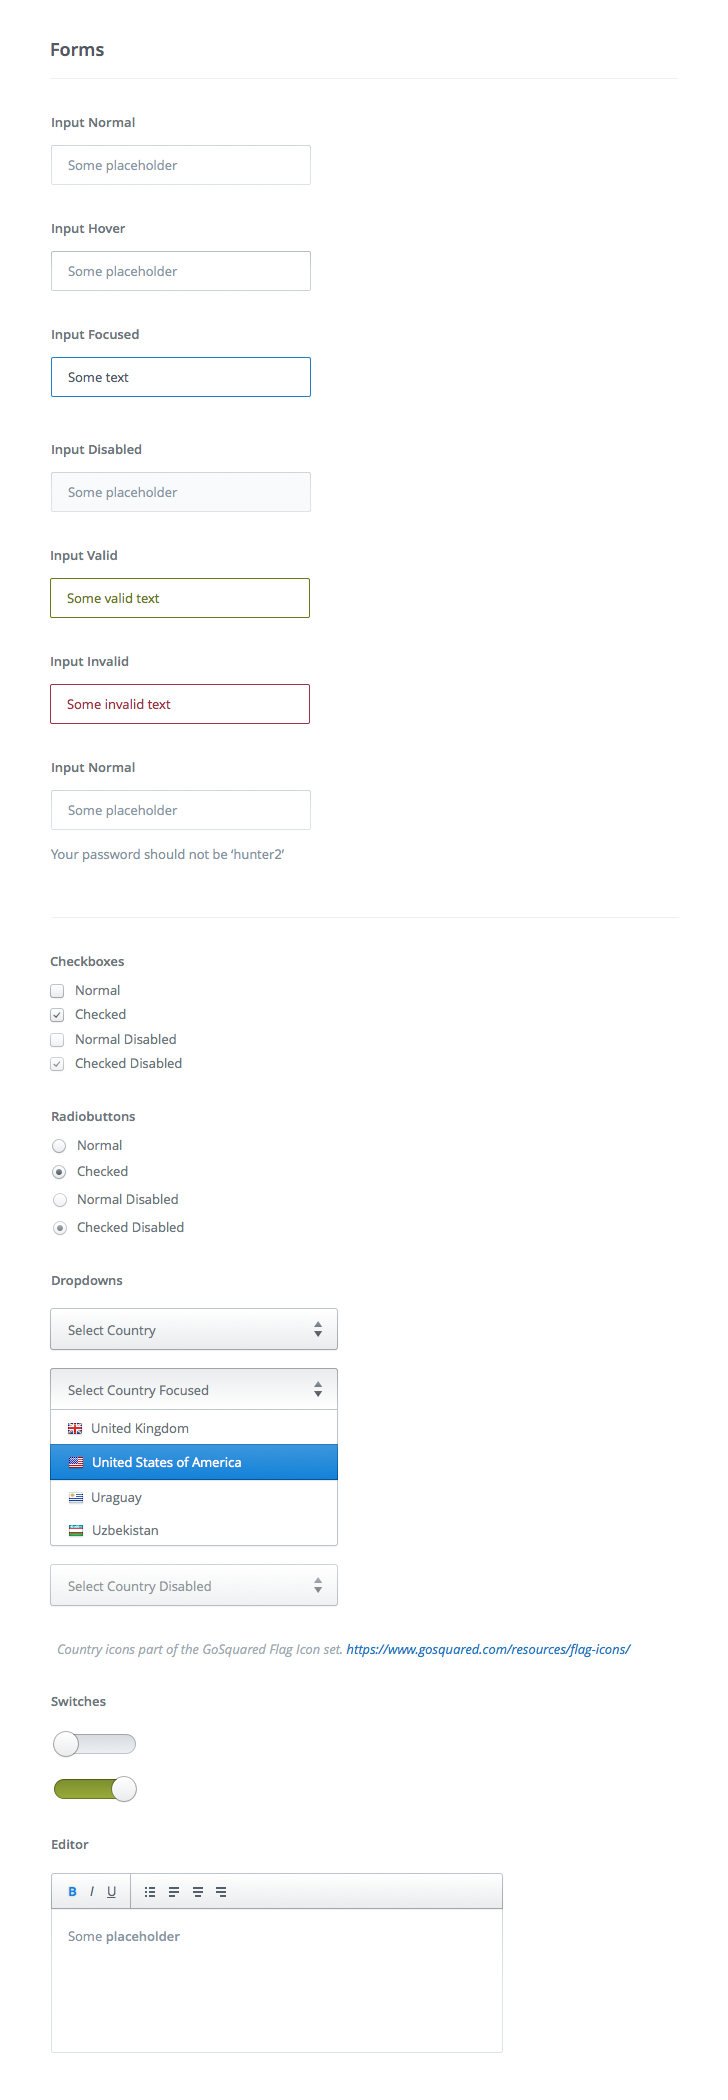 Forms
Input Normal
Some placeholder
Input Hover
Some placeholder
Input Focused
Some text
Input Disabled
Some placeholder
Input Valid
Some valid text
Input Invalid
Some invalid text
Input Normal
Some placeholder
Your password should not be ‘hunter2’
Checkboxes
Normal
Checked
Normal Disabled
Checked Disabled
Radiobuttons
Normal
Checked
Normal Disabled
Checked Disabled
Dropdowns
Select Country
Select Country Focused
United Kingdom
United States of America
Uraguay
Uzbekistan
Select Country Disabled
Country icons part of the GoSquared Flag Icon set. https://www.gosquared.com/resources/flag-icons/
Switches
Editor
B I U
Some placeholder